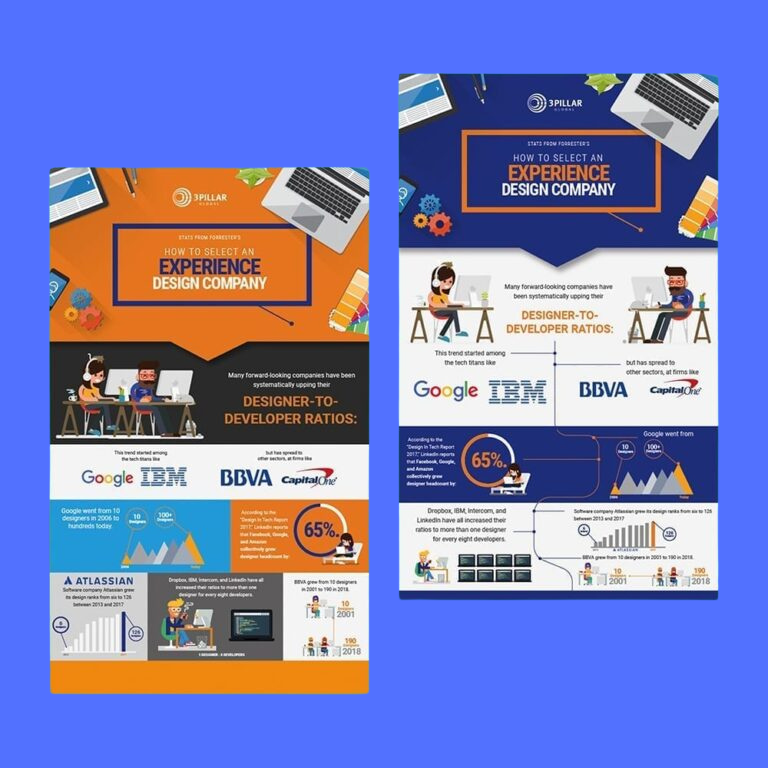 3PILLAR
GLOBAL
STATS FROM FORRESTER'S
HOW TO SELECT AN
EXPERIENCE
DESIGN COMPANY
Many forward-looking companies have been
systematically upping their
DESIGNER-TO-
DEVELOPER RATIOS:
This trend started among
the tech titans like
but has spread to
other sectors, at firms like
Google
IBM
BBVA
Capital One
Google went from 10
designers in 2006 to
hundreds today.
10
Designers
100+
Designers
2006
Today
According to the
"Design In Tech Report
2017," LinkedIn reports
that Facebook, Google,
and Amazon
collectively grew
designer headcount by:
65%.
ATLASSIAN
Software company Atlassian grew
its design ranks from six to 126
between 2013 and 2017
6
126
Dropbox, IBM, Intercom, and LinkedIn have all
increased their ratios to more than one
designer for every eight developers.
1 DESIGNER - 8 DEVELOPERS
BBVA grew from 10 designers
in 2001 to 190 in 2018.
10
Designers
2001
190
Designers
2018
3PILLAR
GLOBAL
STATS FROM FORRESTER'S
HOW TO SELECT AN
EXPERIENCE
DESIGN COMPANY
Many forward-looking companies have
been systematically upping their
DESIGNER-TO-
DEVELOPER RATIOS:
This trend started among
the tech titans like
but has spread to
other sectors, at firms like
Google
IBM
BBVA
Capital One
According to the
"Design In Tech Report
2017," LinkedIn reports
that Facebook, Google,
and Amazon
collectively grew
designer headcount by:
65%.
Google went from
10
Designers
100+
Designers
2006
Today
Dropbox, IBM, Intercom, and
LinkedIn have all increased their
ratios to more than one designer
for every eight developers.
Software company Atlassian grew its design ranks from six to 126
between 2013 and 2017
126
ATLASSIAN
BBVA grew from 10 designers in 2001 to 190 in 2018.
10
Designers
2001
190
Designers
2018